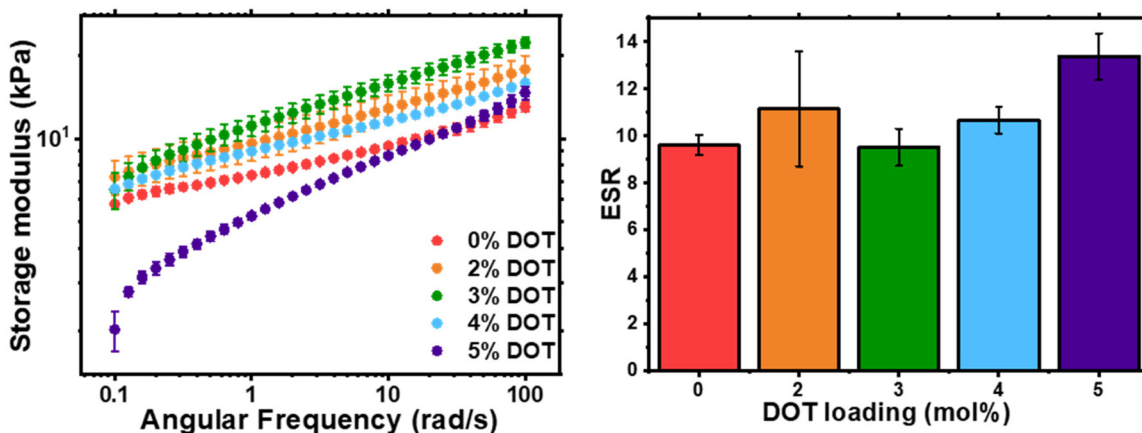 Storage modulus (kPa)
10¹
0.1 1 10 100
Angular Frequency (rad/s)
0% DOT
2% DOT
3% DOT
4% DOT
5% DOT
ESR
14
12
10
8
6
4
2
0
0 2 3 4 5
DOT loading (mol%)